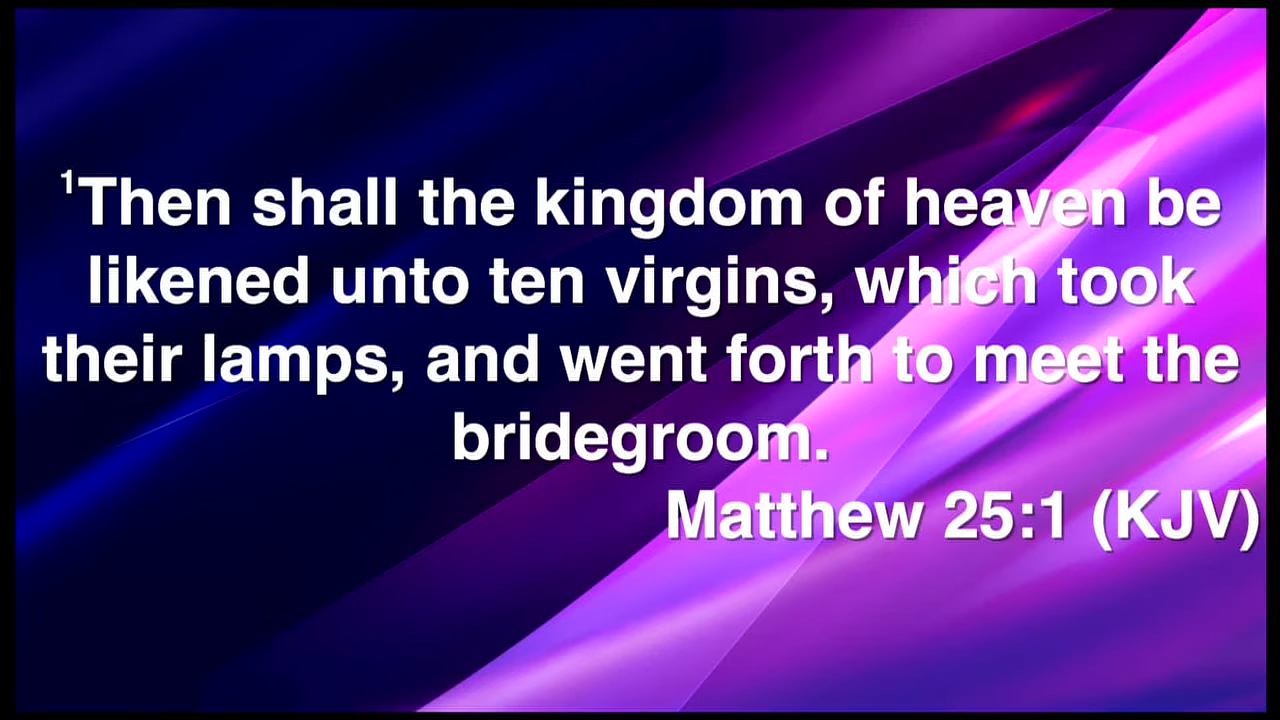 ¹Then shall the kingdom of heaven be
likened unto ten virgins, which took
their lamps, and went forth to meet the
bridegroom.
Matthew 25:1 (KJV)